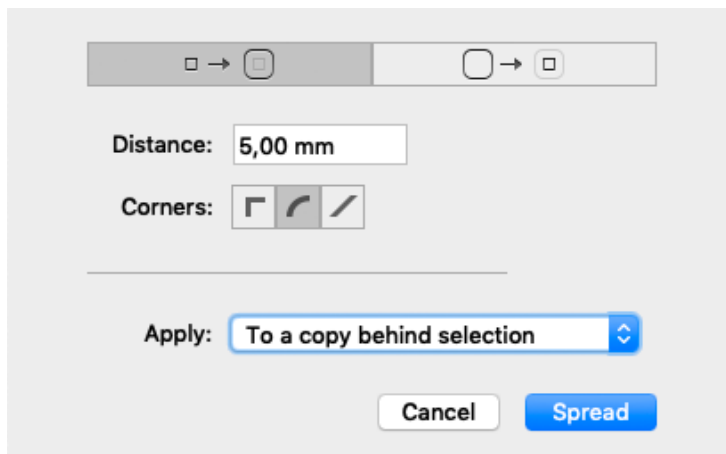 Distance: 5,00 mm
Corners:
Apply: To a copy behind selection
Cancel Spread